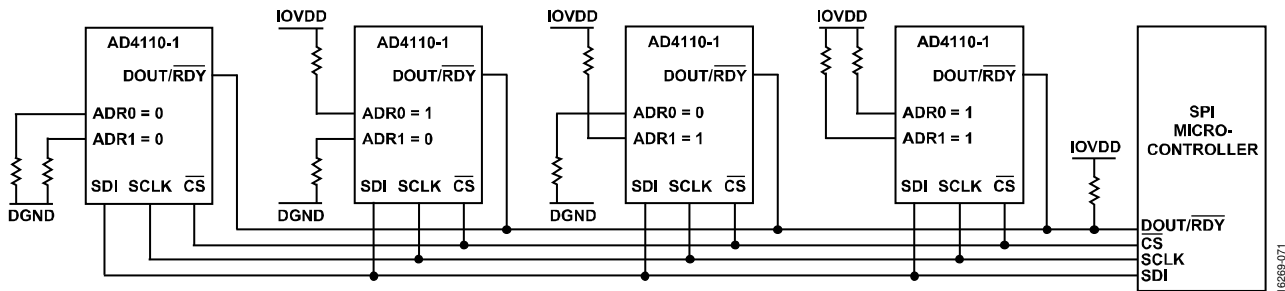 AD4110-1
DOUT/RDY
ADR0 = 0
ADR1 = 0
SDI SCLK CS
DGND
IOVDD
AD4110-1
DOUT/RDY
ADR0 = 1
ADR1 = 0
SDI SCLK CS
DGND
IOVDD
AD4110-1
DOUT/RDY
ADR0 = 0
ADR1 = 1
SDI SCLK CS
DGND
IOVDD
AD4110-1
DOUT/RDY
ADR0 = 1
ADR1 = 1
SDI SCLK CS
IOVDD
SPI
MICRO-
CONTROLLER
DOUT/RDY
CS
SCLK
SDI
16269-071